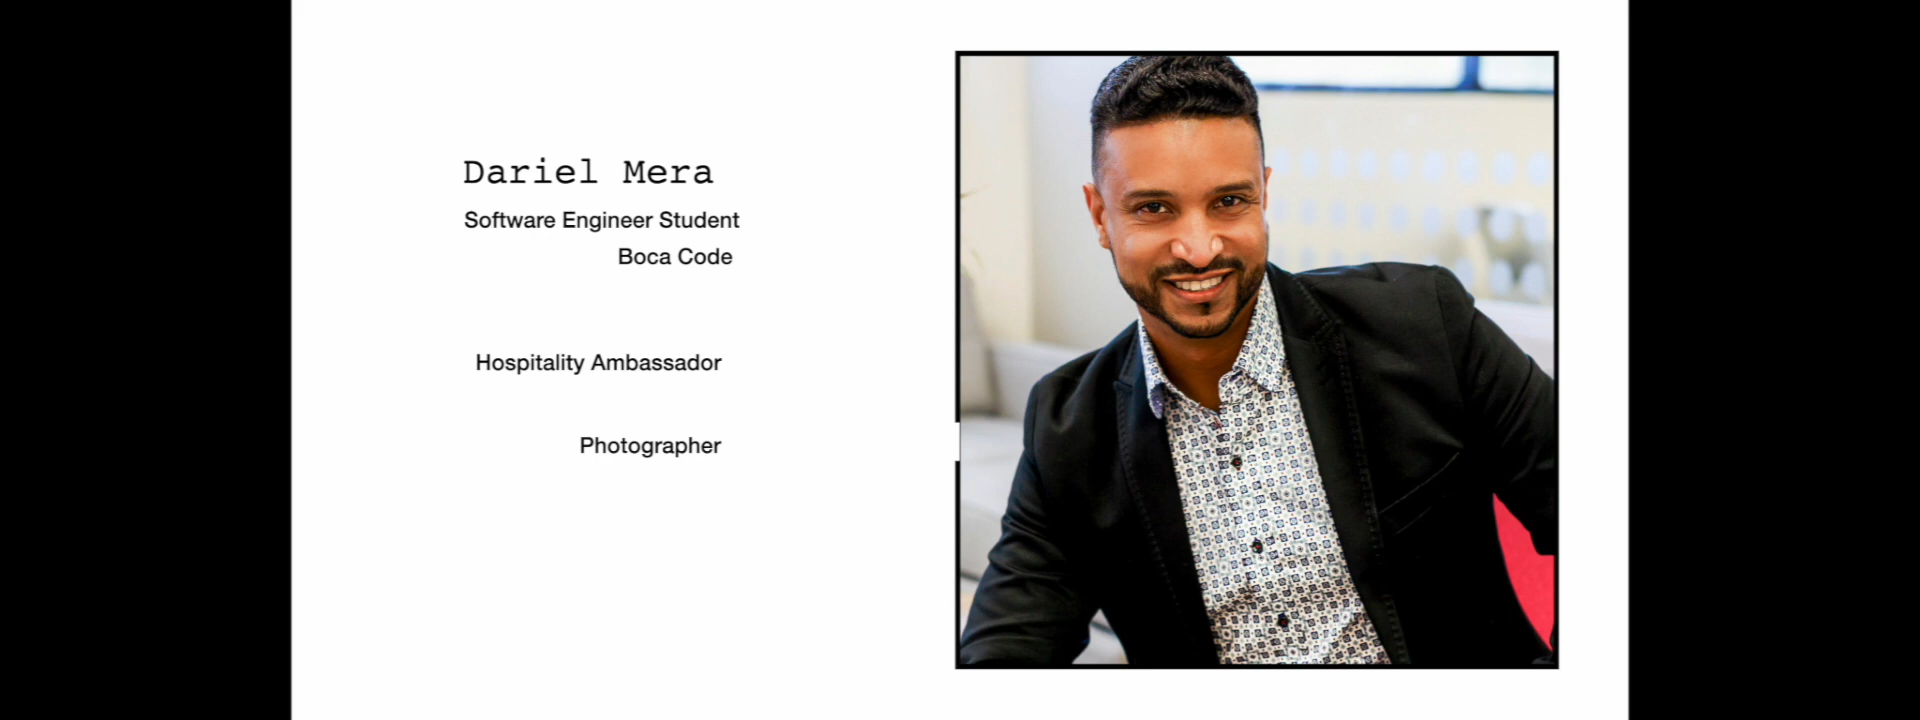 Dariel Mera
Software Engineer Student
Boca Code
Hospitality Ambassador
Photographer